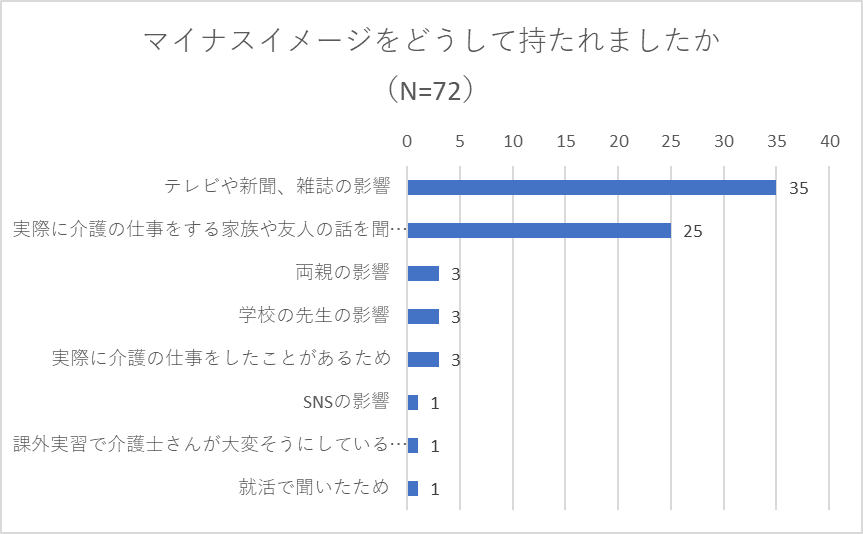 マイナスイメージをどうして持たれましたか
（N=72）
0 5 10 15 20 25 30 35 40
テレビや新聞、雑誌の影響 35
実際に介護の仕事をする家族や友人の話を聞… 25
両親の影響 3
学校の先生の影響 3
実際に介護の仕事をしたことがあるため 3
SNSの影響 1
課外実習で介護士さんが大変そうにしている… 1
就活で聞いたため 1